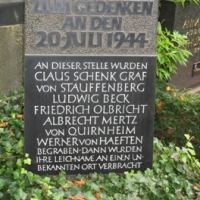 ZUM GEDENKEN
AN DEN
20·JULI 1944·
AN DIESER STELLE WURDEN
CLAUS SCHENK GRAF
VON STAUFFENBERG
LUDWIG BECK
FRIEDRICH OLBRICHT
ALBRECHT MERTZ
VON QUIRNHEIM
WERNER VON HAEFTEN
BEGRABEN·DANN WURDEN
IHRE LEICHNAME AN EINEN UN-
BEKANNTEN ORT VERBRACHT